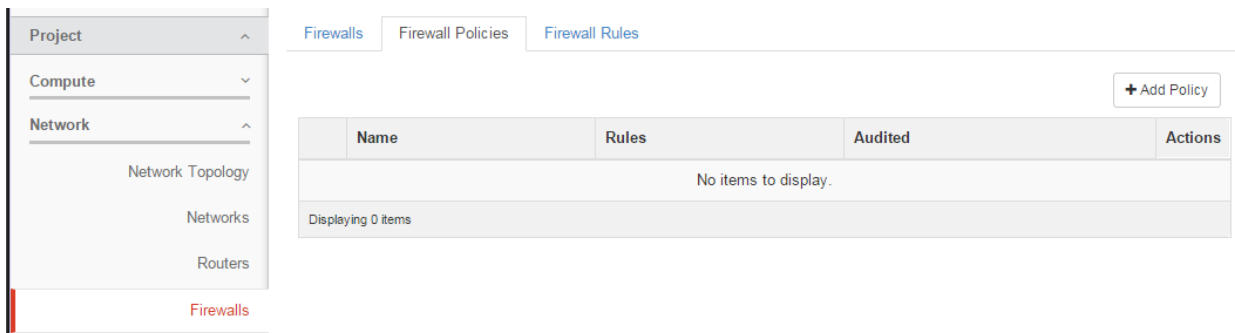 Project
Compute
Network
Network Topology
Networks
Routers
Firewalls
Firewalls Firewall Policies Firewall Rules
+ Add Policy
Name Rules Audited Actions
No items to display.
Displaying 0 items